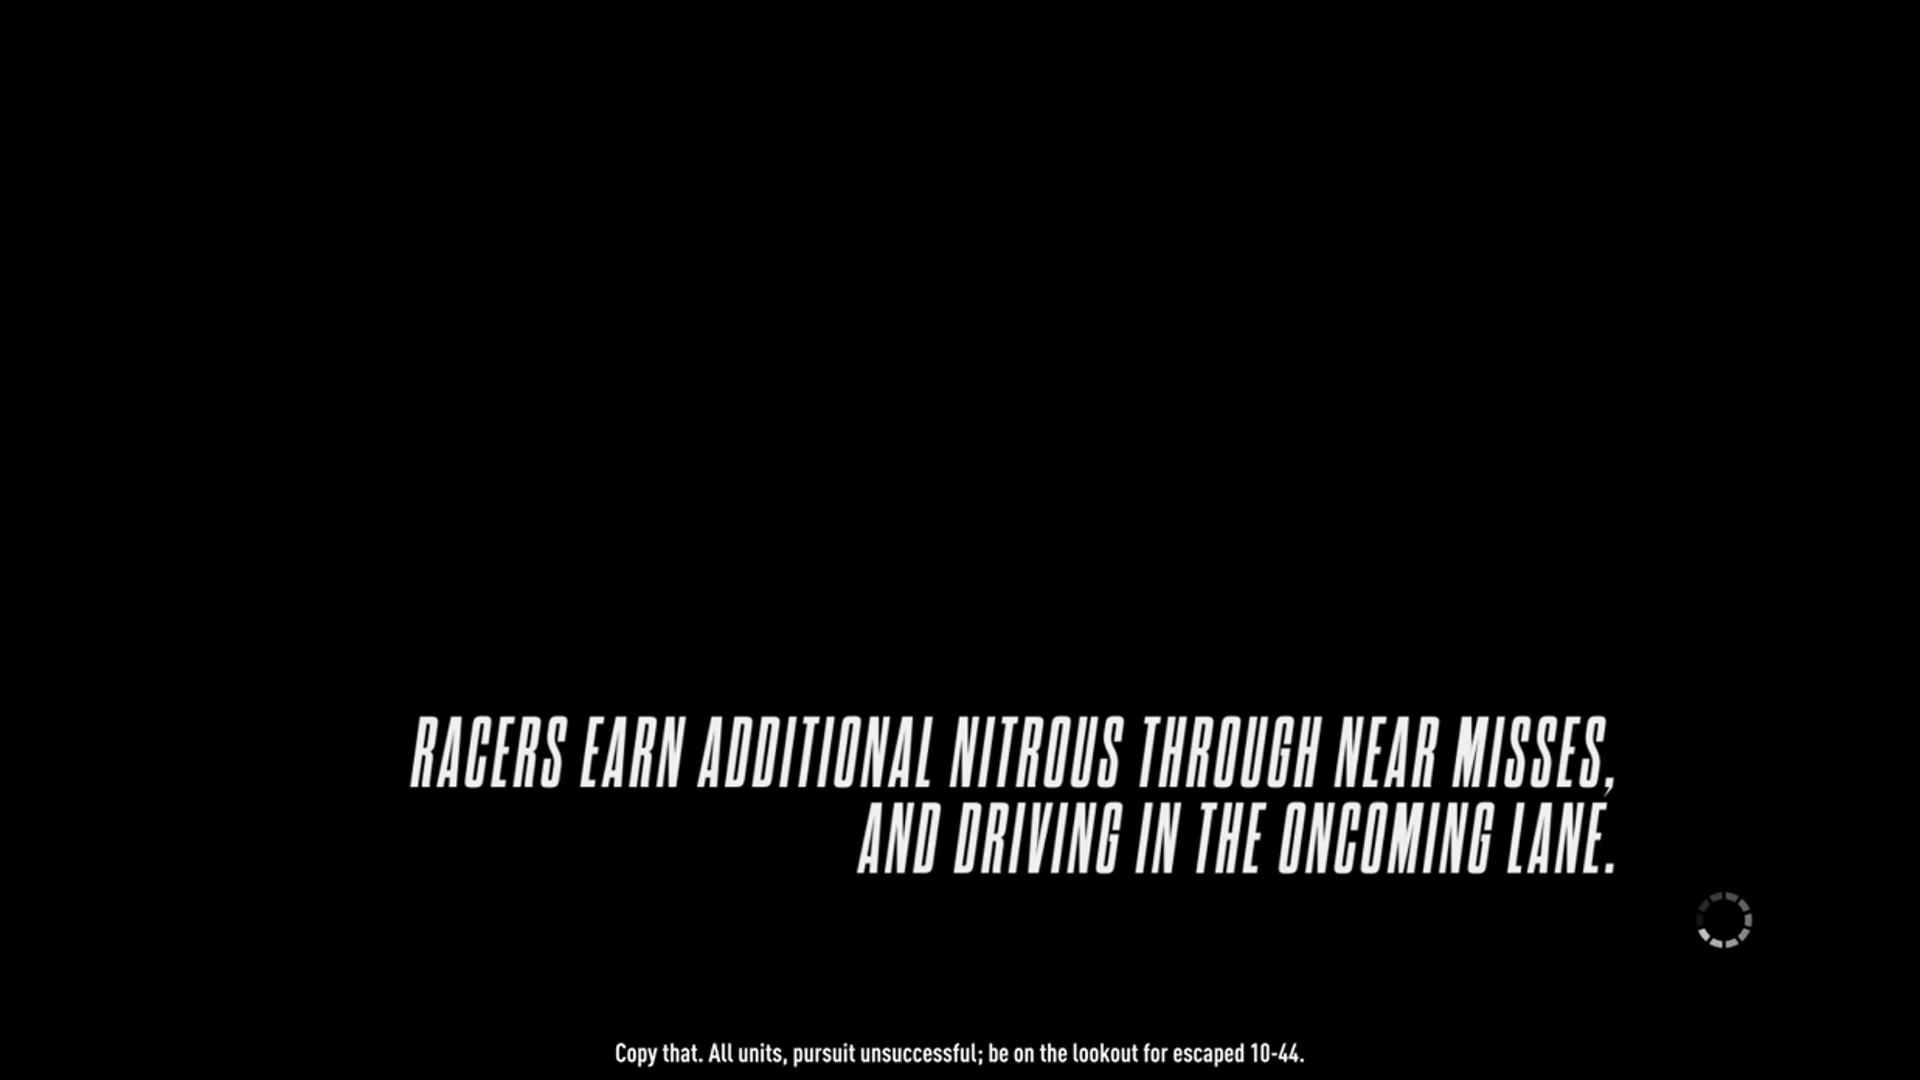 RACERS EARN ADDITIONAL NITROUS THROUGH NEAR MISSES,
AND DRIVING IN THE ONCOMING LANE.
Copy that. All units, pursuit unsuccessful; be on the lookout for escaped 10-44.